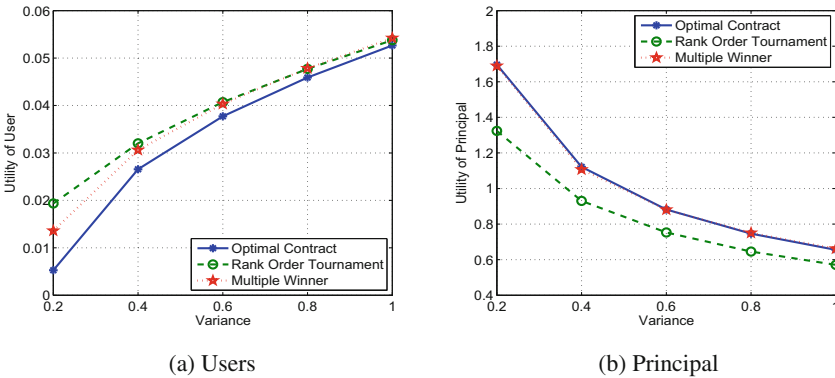 0.06
0.05
0.04
0.03
0.02
0.01
0
0.2
0.4
0.6
0.8
1
Utility of User
Variance
Optimal Contract
Rank Order Tournament
Multiple Winner
(a) Users
2
1.8
1.6
1.4
1.2
1
0.8
0.6
0.4
0.2
0.4
0.6
0.8
1
Utility of Principal
Variance
Optimal Contract
Rank Order Tournament
Multiple Winner
(b) Principal